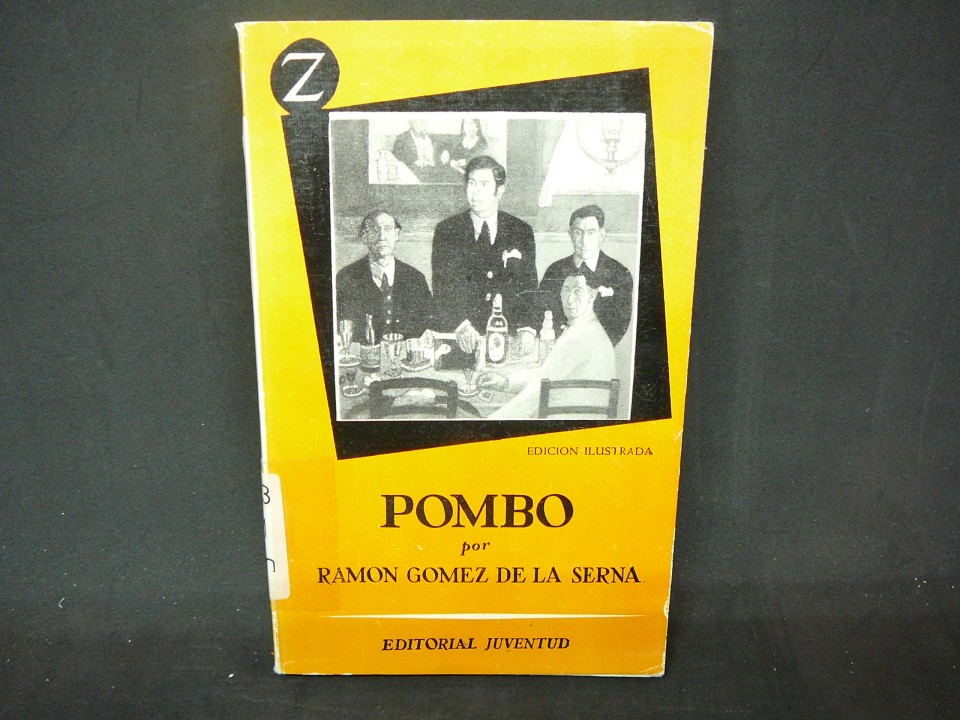 Z
EDICION ILUSTRADA
POMBO
por
RAMON GOMEZ DE LA SERNA
EDITORIAL JUVENTUD